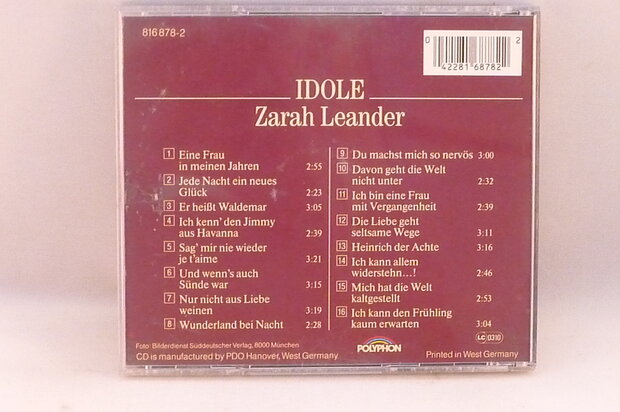 816 878-2
0 42281 68782 2
IDOLE
Zarah Leander
1 Eine Frau
in meinen Jahren 2:55
2 Jede Nacht ein neues
Glück 2:23
3 Er heißt Waldemar 3:05
4 Ich kenn' den Jimmy
aus Havanna 2:39
5 Sag' mir nie wieder
je t'aime 3:21
6 Und wenn's auch
Sünde war 3:15
7 Nur nicht aus Liebe
weinen 3:19
8 Wunderland bei Nacht 2:28
9 Du machst mich so nervös 3:00
10 Davon geht die Welt
nicht unter 2:32
11 Ich bin eine Frau
mit Vergangenheit 2:39
12 Die Liebe geht
seltsame Wege 3:11
13 Heinrich der Achte 3:16
14 Ich kann allem
widerstehn...! 2:46
15 Mich hat die Welt
kaltgestellt 2:53
16 Ich kann den Frühling
kaum erwarten 3:04
LC 0310
Foto: Bilderdienst Süddeutscher Verlag, 8000 München
CD is manufactured by PDO Hanover, West Germany
POLYPHON
Printed in West Germany